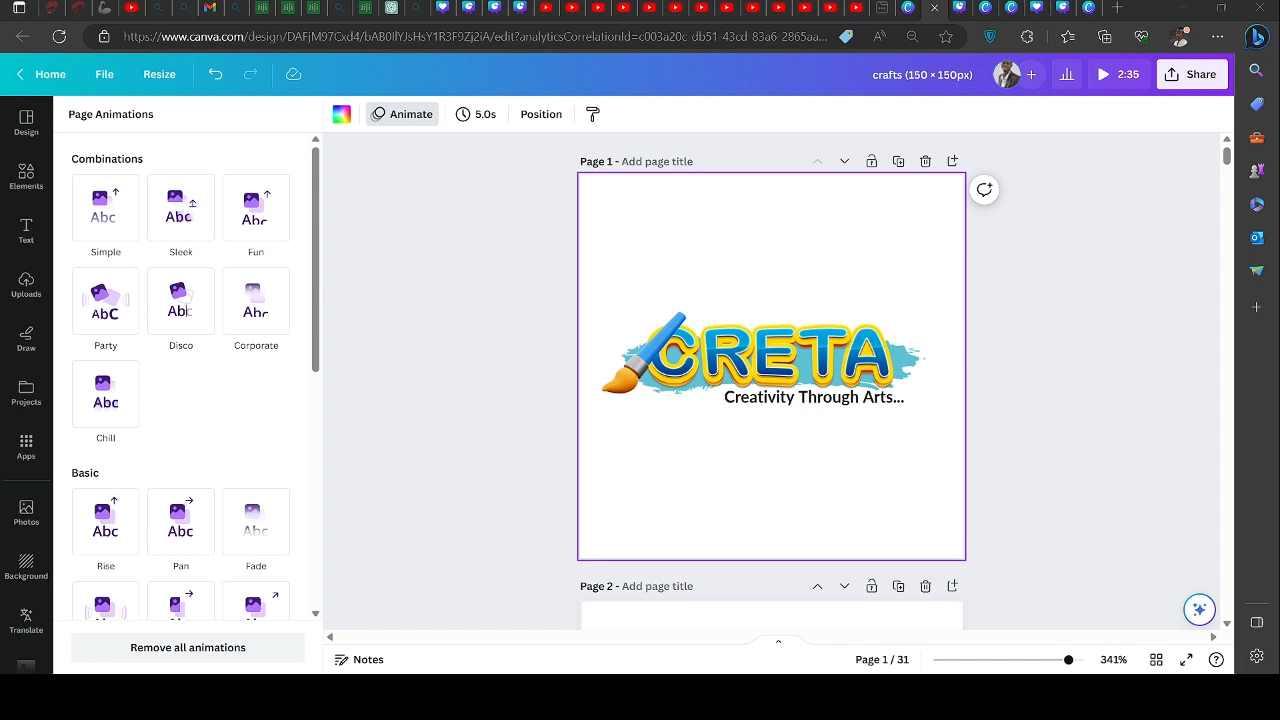 https://www.canva.com/design/DAFjM97Cxd4/bAB0IlYJsHsY1R3F9Zj2iA/edit?analyticsCorrelationId=c003a20c-db51-43cd-83a6-2865aa...
Home File Resize crafts (150 × 150px) 2:35 Share
Page Animations Animate 5.0s Position
Design
Elements
Text
Uploads
Draw
Projects
Apps
Photos
Background
Translate
Combinations
Abc Abc Abc
Simple Sleek Fun
AbC Abc Abc
Party Disco Corporate
Abc
Chill
Basic
Abc Abc Abc
Rise Pan Fade
Remove all animations
Page 1 - Add page title
CRETA
Creativity Through Arts...
Page 2 - Add page title
Notes Page 1 / 31 341%